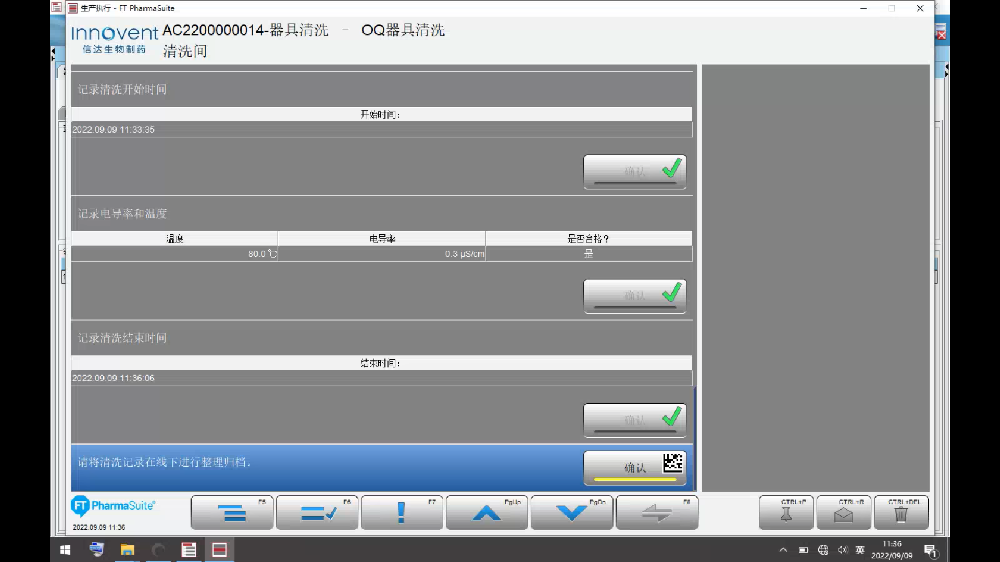 生产执行 - FT PharmaSuite
Innovent
信达生物制药
AC2200000014-器具清洗 - OQ器具清洗
清洗间
记录清洗开始时间
开始时间:
2022.09.09 11:33:35
确认
记录电导率和温度
温度 电导率 是否合格?
80.0 ℃ 0.3 µS/cm 是
确认
记录清洗结束时间
结束时间:
2022.09.09 11:36:06
确认
请将清洗记录在线下进行整理归档。
确认
FT PharmaSuite®
2022.09.09 11:36
F5
F6
F7
PgUp
PgDn
F8
CTRL+P
CTRL+R
CTRL+DEL
英
11:36
2022/09/09
1